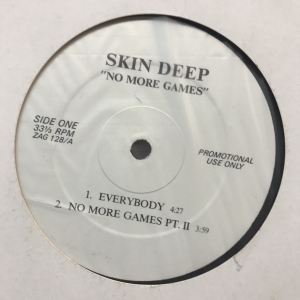 SKIN DEEP
"NO MORE GAMES"
SIDE ONE
33⅓ RPM
ZAG 128/A
PROMOTIONAL
USE ONLY
1. EVERYBODY 4:27
2. NO MORE GAMES PT. II 3:59